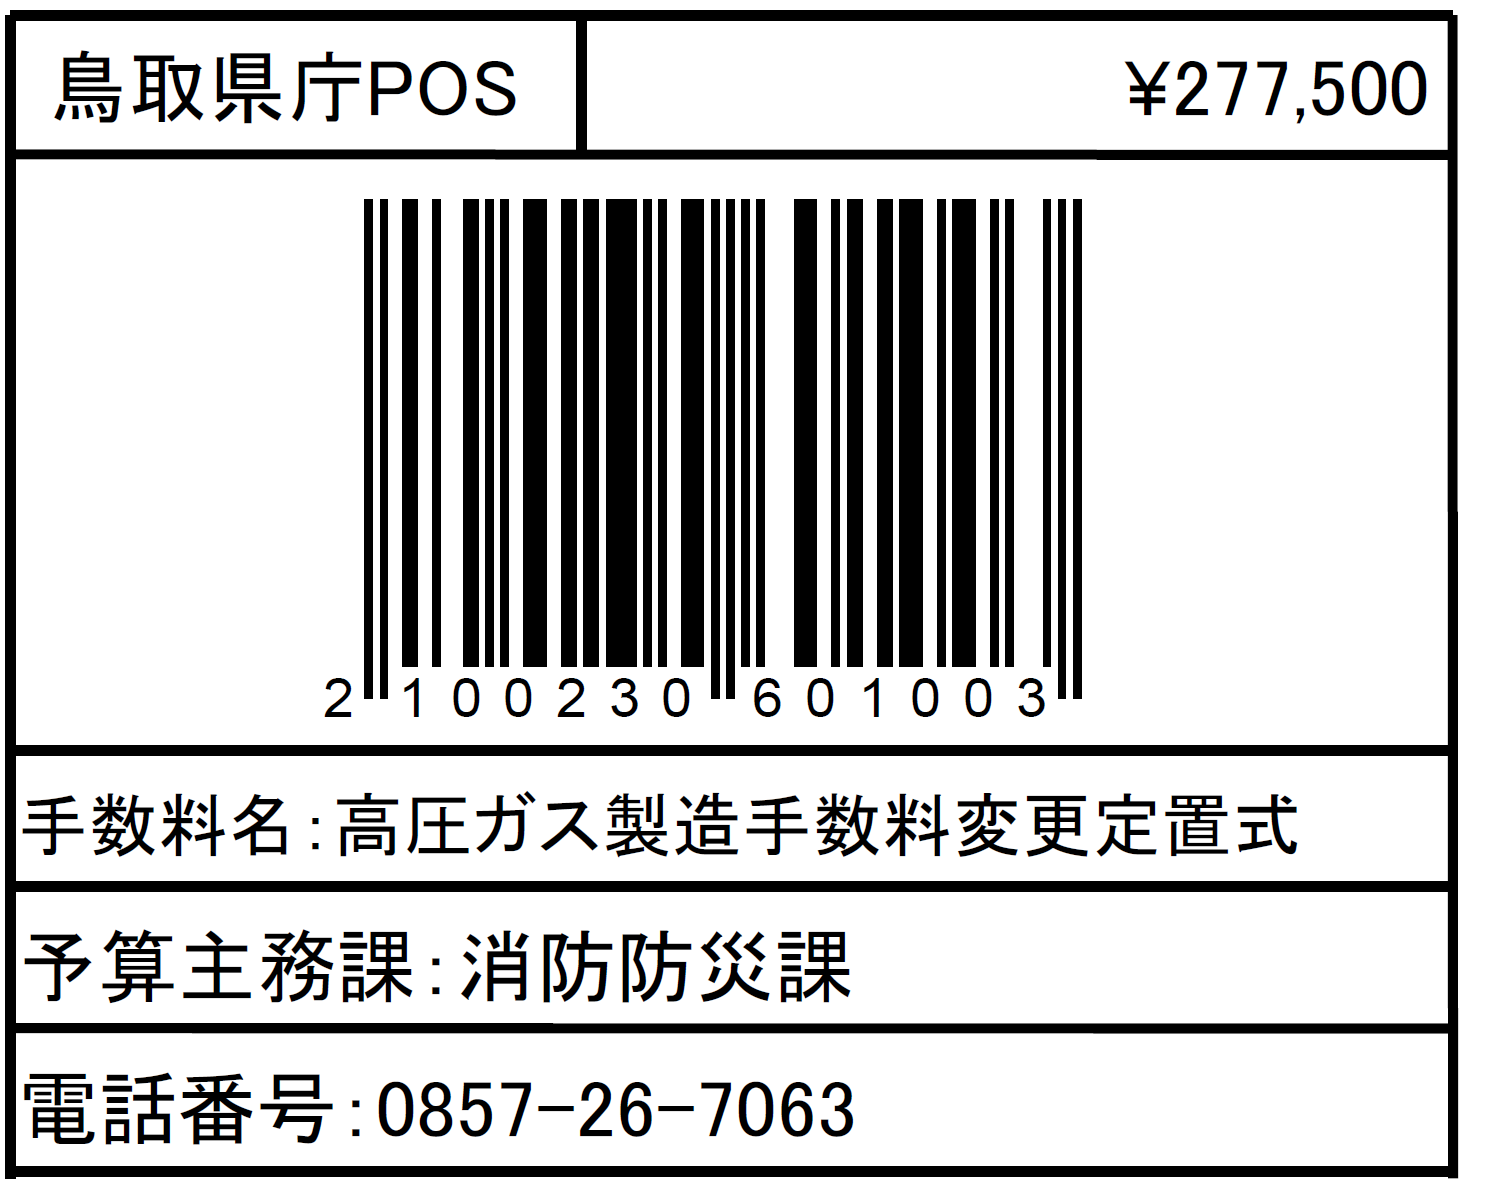 鳥取県庁POS
¥277,500
2 100230 601003
手数料名:高圧ガス製造手数料変更定置式
予算主務課:消防防災課
電話番号:0857-26-7063